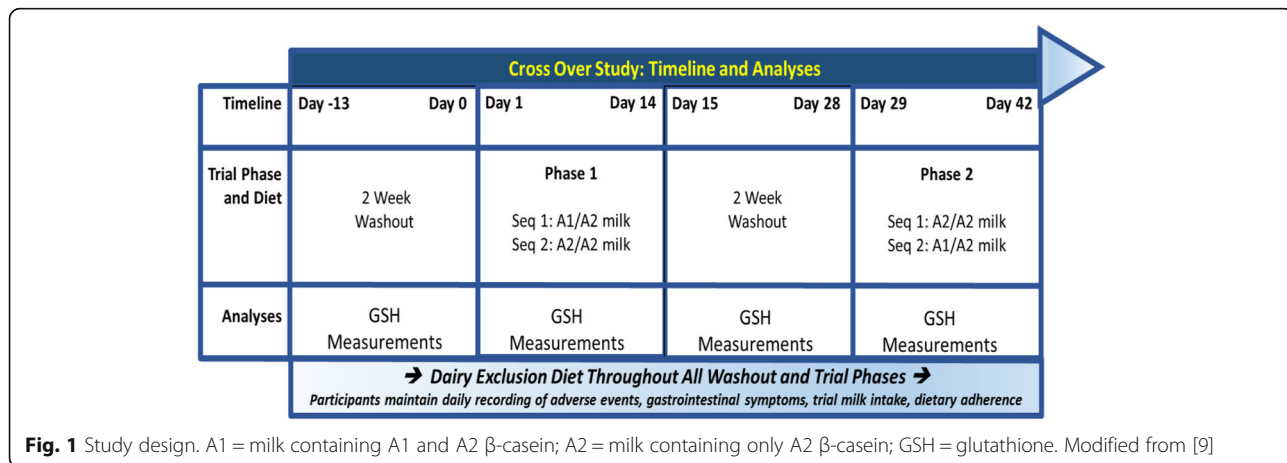 Cross Over Study: Timeline and Analyses
Timeline Day -13 Day 0 Day 1 Day 14 Day 15 Day 28 Day 29 Day 42
Trial Phase and Diet
2 Week
Washout
Phase 1
Seq 1: A1/A2 milk
Seq 2: A2/A2 milk
2 Week
Washout
Phase 2
Seq 1: A2/A2 milk
Seq 2: A1/A2 milk
Analyses
GSH
Measurements
GSH
Measurements
GSH
Measurements
GSH
Measurements
➔ Dairy Exclusion Diet Throughout All Washout and Trial Phases ➔
Participants maintain daily recording of adverse events, gastrointestinal symptoms, trial milk intake, dietary adherence
Fig. 1 Study design. A1 = milk containing A1 and A2 β-casein; A2 = milk containing only A2 β-casein; GSH = glutathione. Modified from [9]